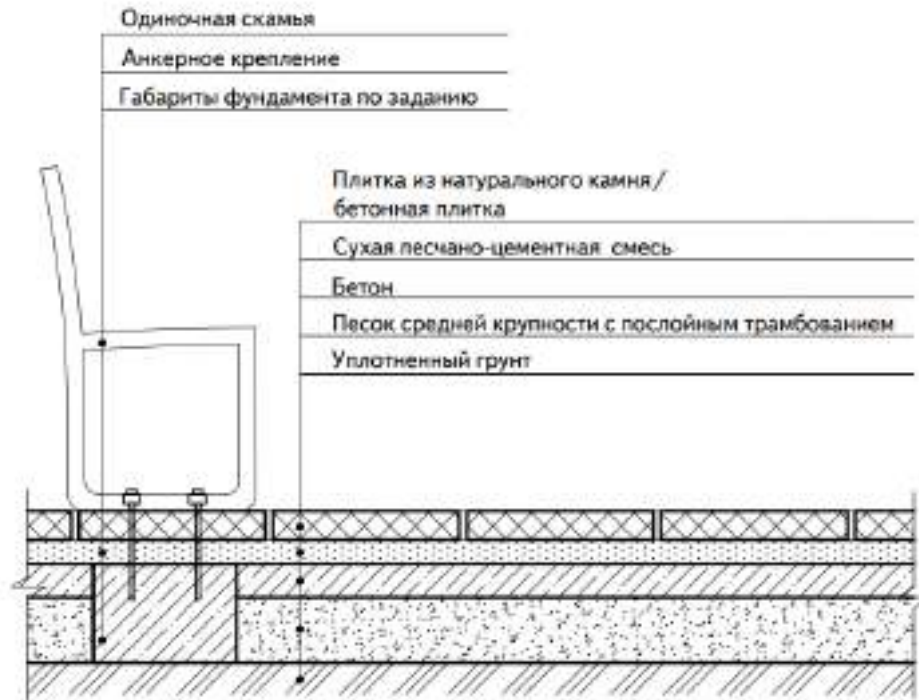 Одиночная скамья
Анкерное крепление
Габариты фундамента по заданию
Плитка из натурального камня/
бетонная плитка
Сухая песчано-цементная смесь
Бетон
Песок средней крупности с послойным трамбованием
Уплотненный грунт